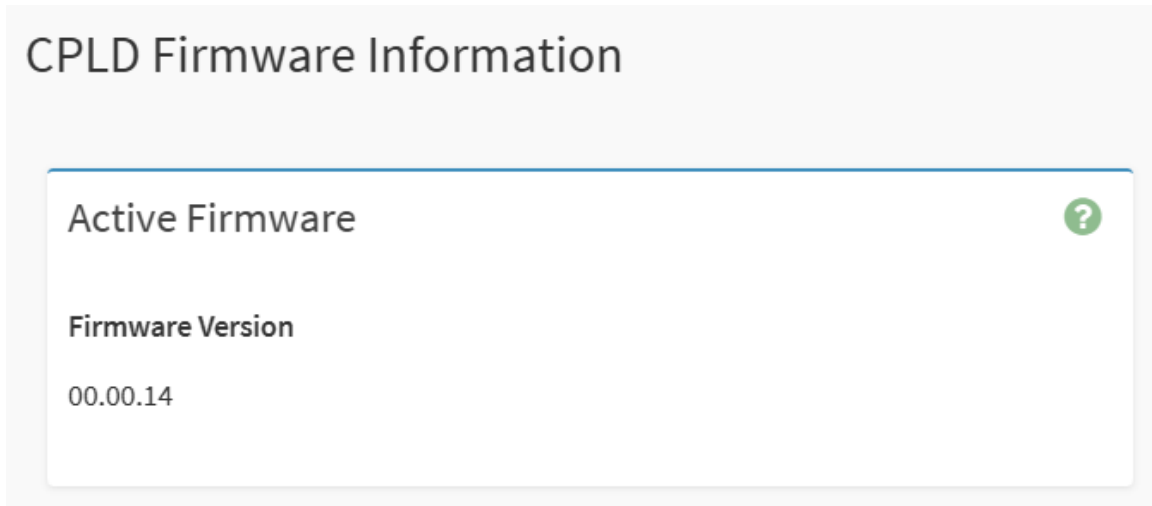 CPLD Firmware Information
Active Firmware
?
Firmware Version
00.00.14